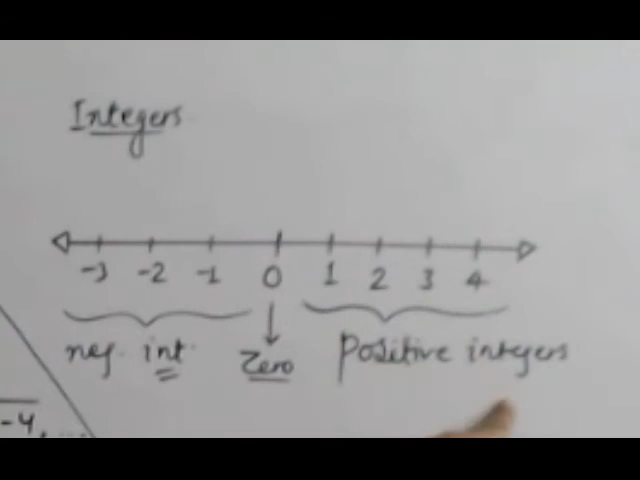 Integers
-3 -2 -1 0 1 2 3 4
neg. int. Zero Positive integers
-4, ...